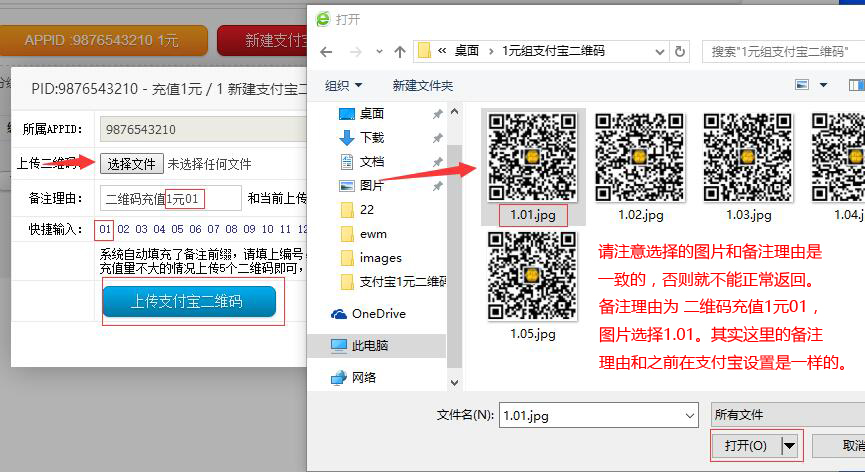 打开
APPID :9876543210 1元
新建支付宝
« 桌面 › 1元组支付宝二维码
搜索"1元组支付宝二维码"
PID:9876543210 - 充值1元 / 1 新建支付宝二
组织 新建文件夹
所属APPID: 9876543210
上传二维码 选择文件 未选择任何文件
备注理由: 二维码充值1元01 和当前上传
快捷输入: 01 02 03 04 05 06 07 08 09 10 11 12
系统自动填充了备注前缀，请填上编号
充值量不大的情况上传5个二维码即可，
上传支付宝二维码
桌面
下载
文档
图片
22
ewm
images
支付宝1元二维码
OneDrive
此电脑
网络
1.01.jpg
1.02.jpg
1.03.jpg
1.04.j
1.05.jpg
请注意选择的图片和备注理由是
一致的，否则就不能正常返回。
备注理由为 二维码充值1元01，
图片选择1.01。其实这里的备注
理由和之前在支付宝设置是一样的。
文件名(N): 1.01.jpg
所有文件
打开(O)
取消